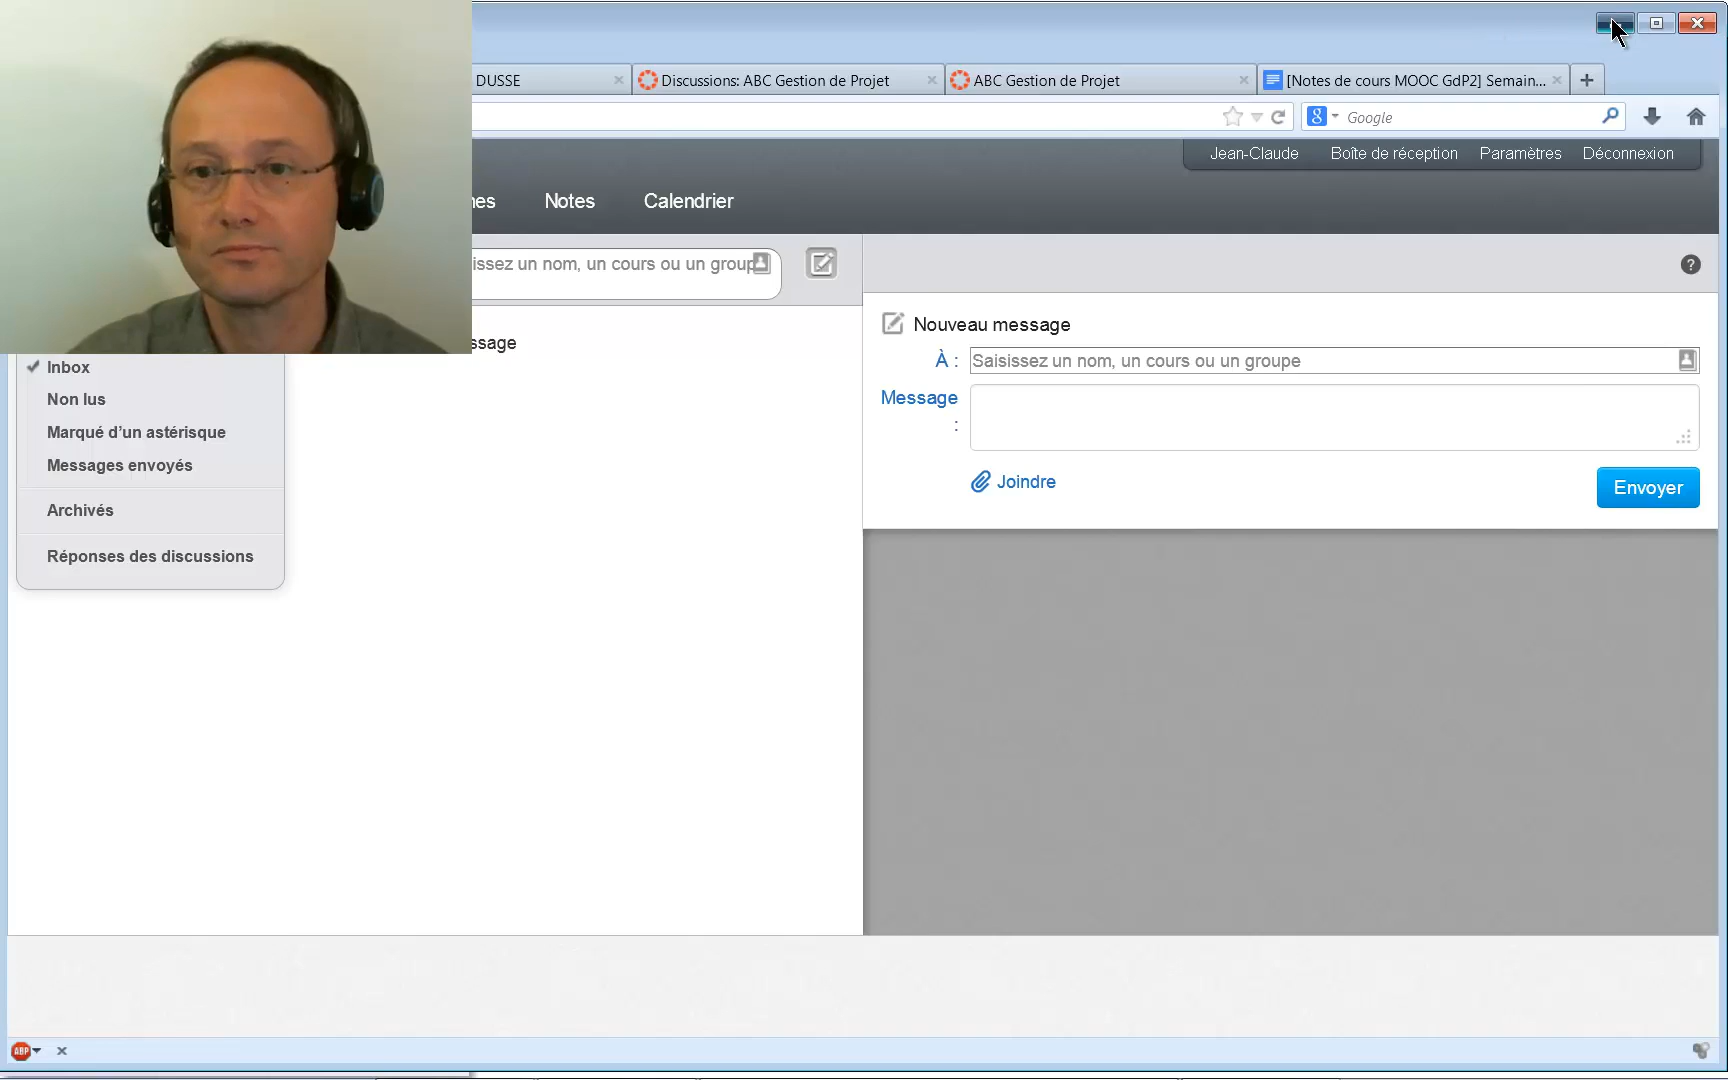 DUSSE
Discussions: ABC Gestion de Projet
ABC Gestion de Projet
[Notes de cours MOOC GdP2] Semain...
Google
Jean-Claude
Boîte de réception
Paramètres
Déconnexion
nes
Notes
Calendrier
issez un nom, un cours ou un group
ssage
Inbox
Non lus
Marqué d'un astérisque
Messages envoyés
Archivés
Réponses des discussions
Nouveau message
À : Saisissez un nom, un cours ou un groupe
Message
:
Joindre
Envoyer
ABP